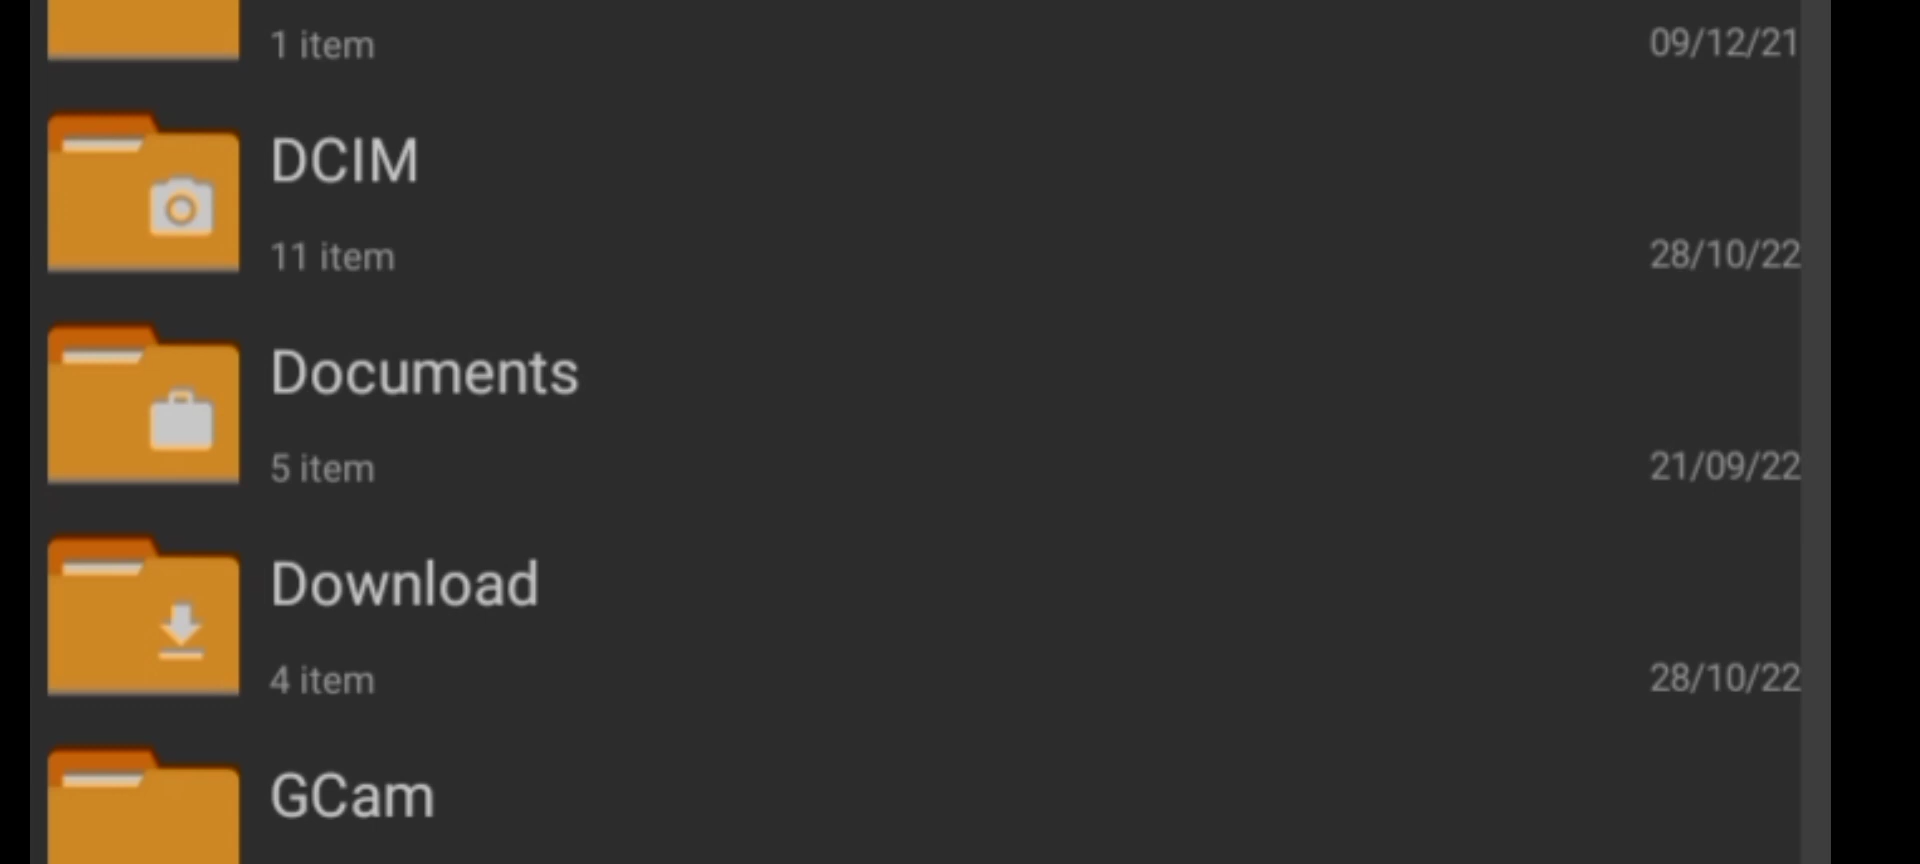 1 item 09/12/21
DCIM
11 item 28/10/22
Documents
5 item 21/09/22
Download
4 item 28/10/22
GCam